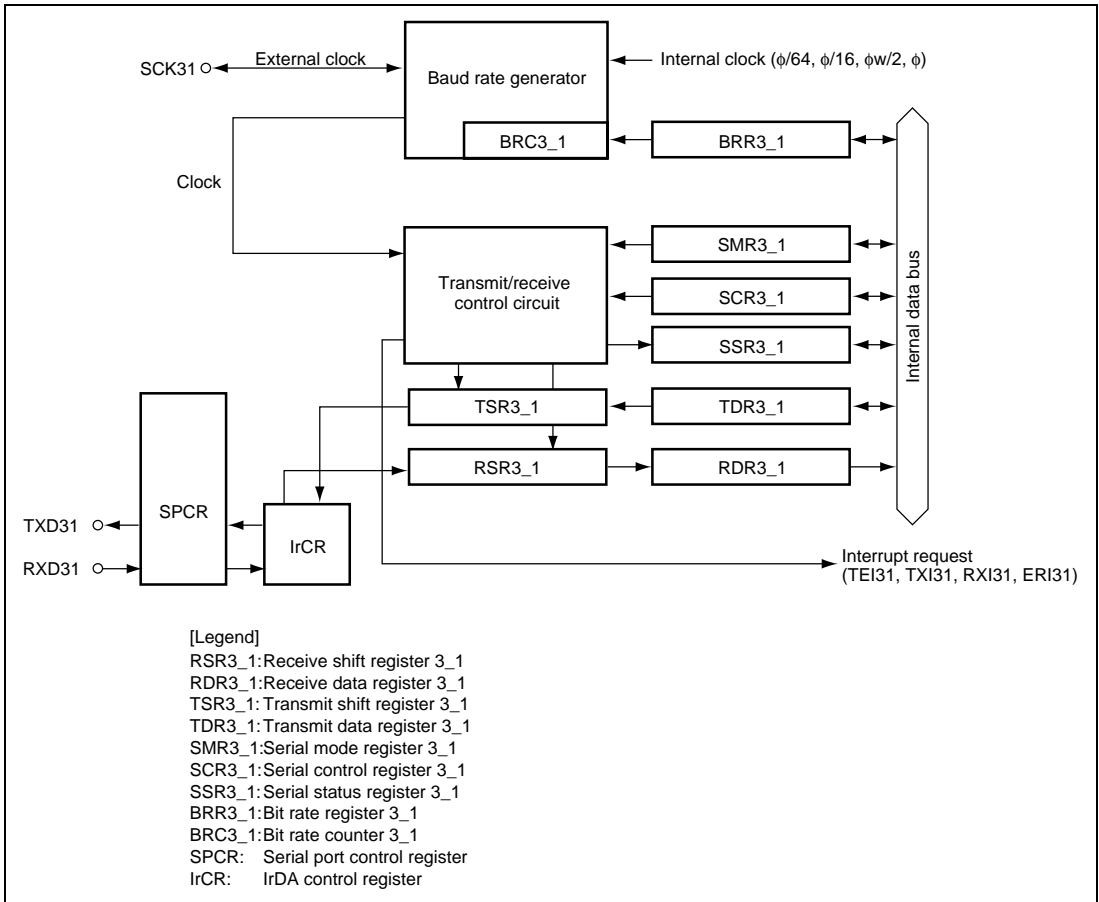 SCK31
External clock
Baud rate generator
Internal clock (ϕ/64, ϕ/16, ϕw/2, ϕ)
BRC3_1
BRR3_1
Clock
Internal data bus
Transmit/receive
control circuit
SMR3_1
SCR3_1
SSR3_1
TSR3_1
TDR3_1
RSR3_1
RDR3_1
SPCR
IrCR
TXD31
RXD31
Interrupt request
(TEI31, TXI31, RXI31, ERI31)
[Legend]
RSR3_1:Receive shift register 3_1
RDR3_1:Receive data register 3_1
TSR3_1: Transmit shift register 3_1
TDR3_1: Transmit data register 3_1
SMR3_1:Serial mode register 3_1
SCR3_1:Serial control register 3_1
SSR3_1:Serial status register 3_1
BRR3_1:Bit rate register 3_1
BRC3_1:Bit rate counter 3_1
SPCR: Serial port control register
IrCR: IrDA control register